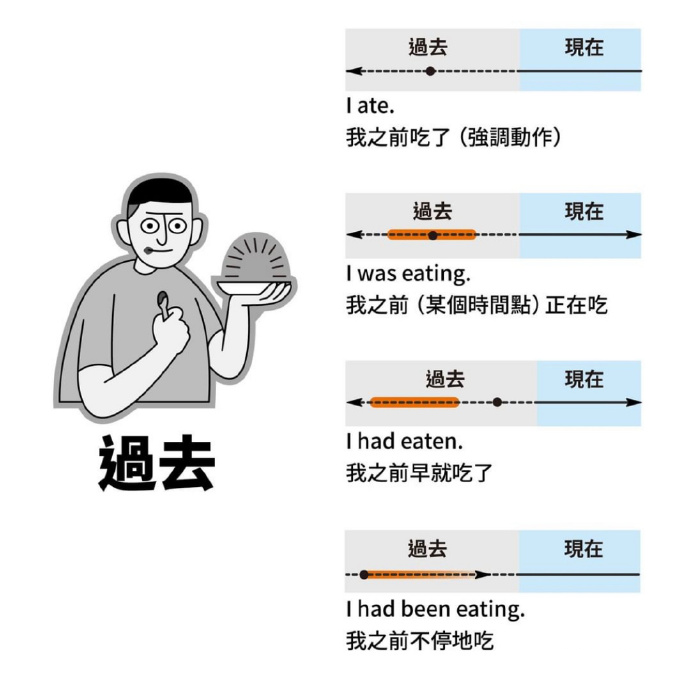 過去
過去 現在
I ate.
我之前吃了（強調動作）
過去 現在
I was eating.
我之前（某個時間點）正在吃
過去 現在
I had eaten.
我之前早就吃了
過去 現在
I had been eating.
我之前不停地吃